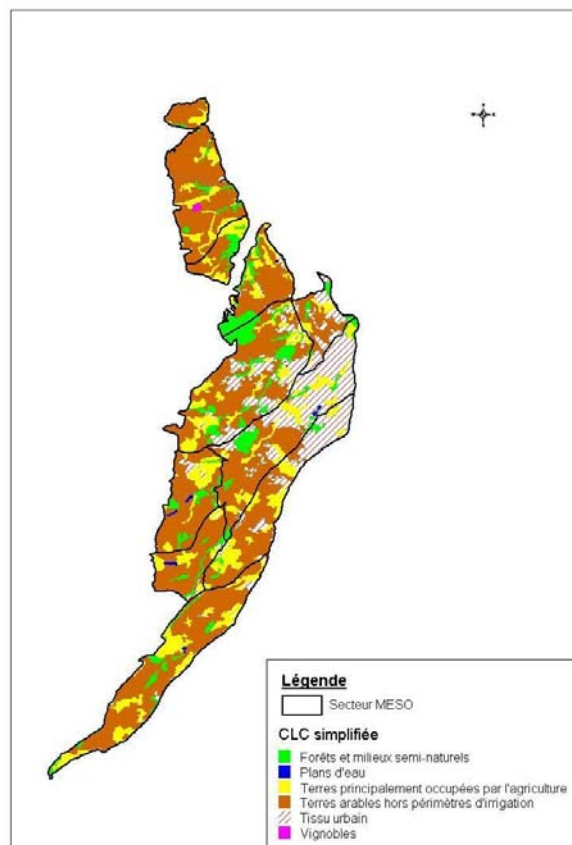 Légende
Secteur MESO
CLC simplifiée
Forêts et milieux semi-naturels
Plans d'eau
Terres principalement occupées par l'agriculture
Terres arables hors périmètres d'irrigation
Tissu urbain
Vignobles